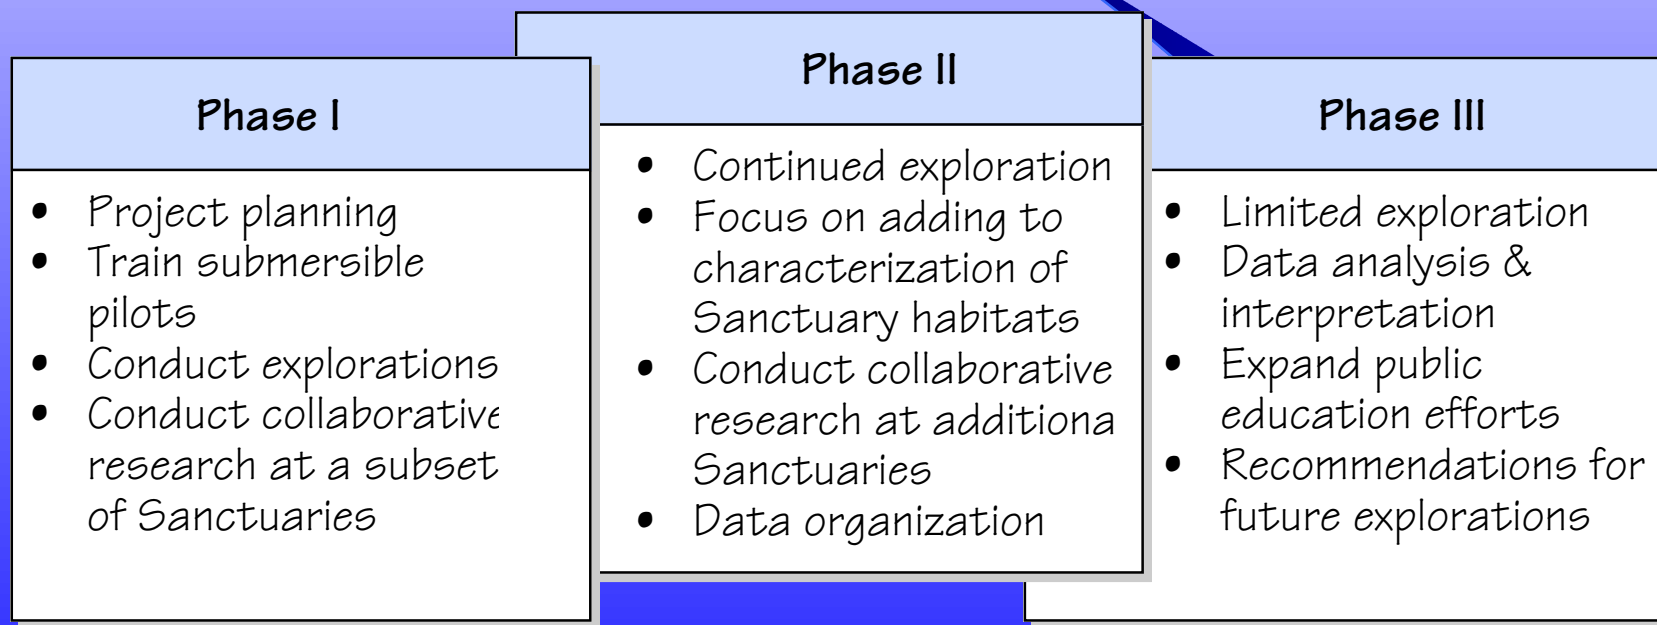 Phase I
• Project planning
• Train submersible
pilots
• Conduct explorations
• Conduct collaborative
research at a subset
of Sanctuaries
Phase II
• Continued exploration
• Focus on adding to
characterization of
Sanctuary habitats
• Conduct collaborative
research at additiona
Sanctuaries
• Data organization
Phase III
• Limited exploration
• Data analysis &
interpretation
• Expand public
education efforts
• Recommendations for
future explorations